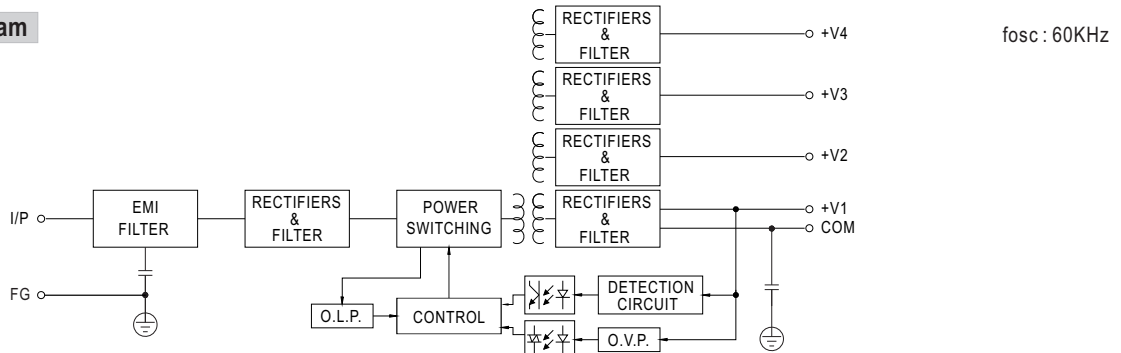 am
fosc : 60KHz
RECTIFIERS
&
FILTER
+V4
RECTIFIERS
&
FILTER
+V3
RECTIFIERS
&
FILTER
+V2
I/P
EMI
FILTER
RECTIFIERS
&
FILTER
POWER
SWITCHING
RECTIFIERS
&
FILTER
+V1
COM
FG
O.L.P.
CONTROL
DETECTION
CIRCUIT
O.V.P.